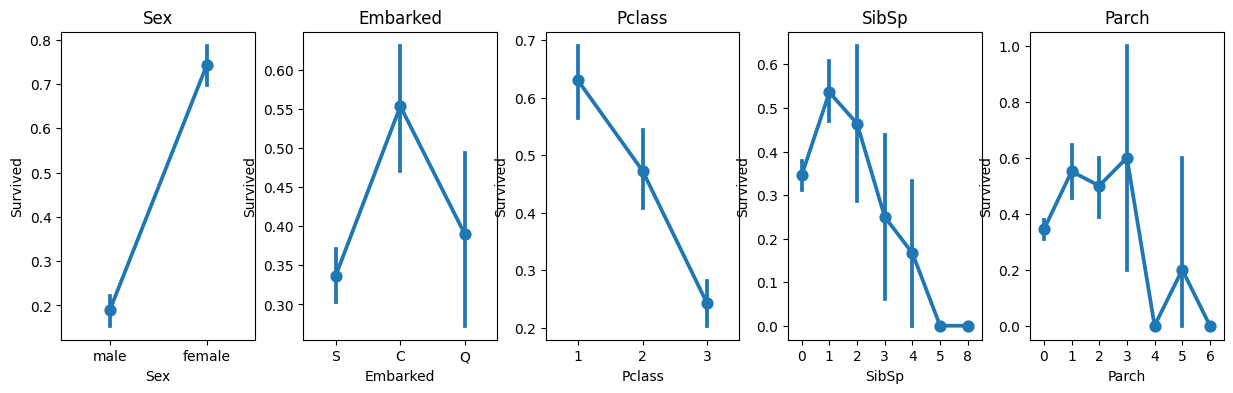 Sex
0.8
0.7
0.6
0.5
0.4
0.3
0.2
Survived
male female
Sex
Embarked
0.60
0.55
0.50
0.45
0.40
0.35
0.30
Survived
S C Q
Embarked
Pclass
0.7
0.6
0.5
0.4
0.3
0.2
Survived
1 2 3
Pclass
SibSp
0.6
0.5
0.4
0.3
0.2
0.1
0.0
Survived
0 1 2 3 4 5 8
SibSp
Parch
1.0
0.8
0.6
0.4
0.2
0.0
Survived
0 1 2 3 4 5 6
Parch